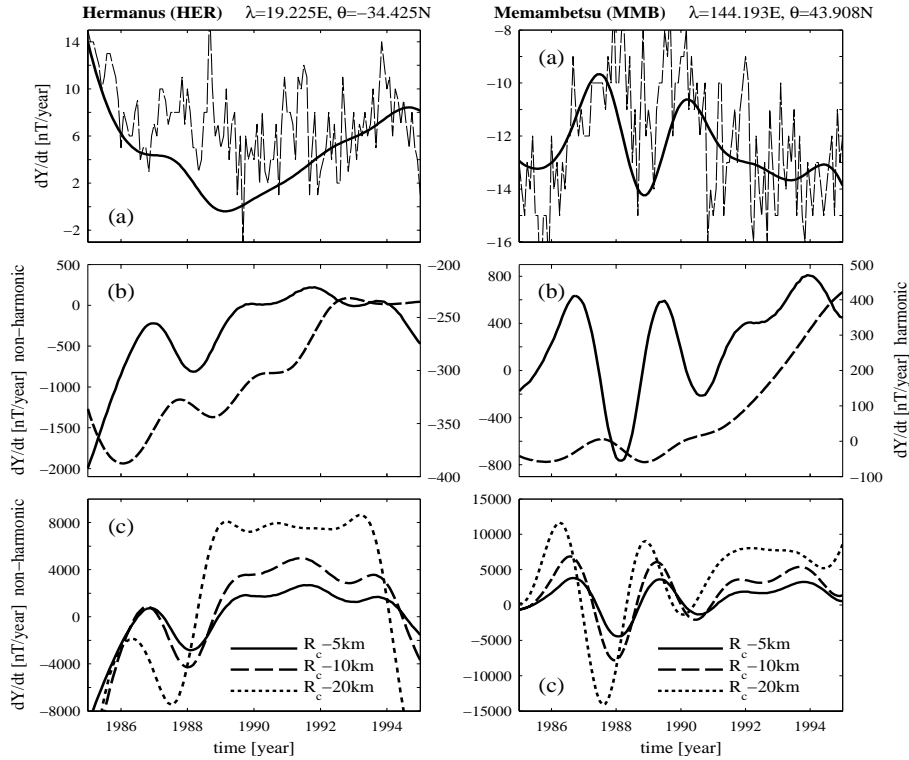 Hermanus (HER) λ=19.225E, θ=−34.425N
Memambetsu (MMB) λ=144.193E, θ=43.908N
dY/dt [nT/year]
14
10
6
2
−2
(a)
−8
−10
−12
−14
−16
(a)
dY/dt [nT/year] non−harmonic
500
0
−500
−1000
−1500
−2000
(b)
−200
−250
−300
−350
−400
800
400
0
−400
−800
(b)
500
400
300
200
100
0
−100
dY/dt [nT/year] harmonic
dY/dt [nT/year] non−harmonic
8000
4000
0
−4000
−8000
(c)
R_c−5km
R_c−10km
R_c−20km
1986 1988 1990 1992 1994
time [year]
15000
10000
5000
0
−5000
−10000
−15000
(c)
R_c−5km
R_c−10km
R_c−20km
1986 1988 1990 1992 1994
time [year]